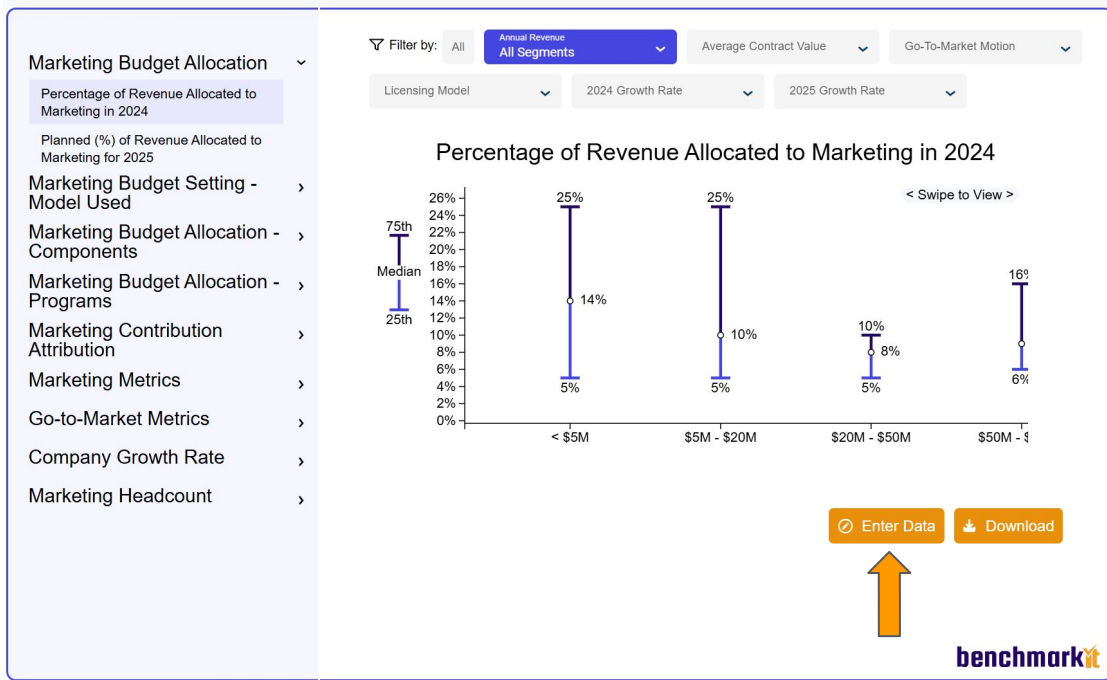 Marketing Budget Allocation
Percentage of Revenue Allocated to
Marketing in 2024
Planned (%) of Revenue Allocated to
Marketing for 2025
Marketing Budget Setting -
Model Used
Marketing Budget Allocation -
Components
Marketing Budget Allocation -
Programs
Marketing Contribution
Attribution
Marketing Metrics
Go-to-Market Metrics
Company Growth Rate
Marketing Headcount
Filter by:
All
Annual Revenue
All Segments
Average Contract Value
Go-To-Market Motion
Licensing Model
2024 Growth Rate
2025 Growth Rate
Percentage of Revenue Allocated to Marketing in 2024
< Swipe to View >
75th
Median
25th
26%
24%
22%
20%
18%
16%
14%
12%
10%
8%
6%
4%
2%
0%
25%
14%
5%
25%
10%
5%
10%
8%
5%
16%
6%
< $5M
$5M - $20M
$20M - $50M
$50M - $
Enter Data
Download
benchmarkit